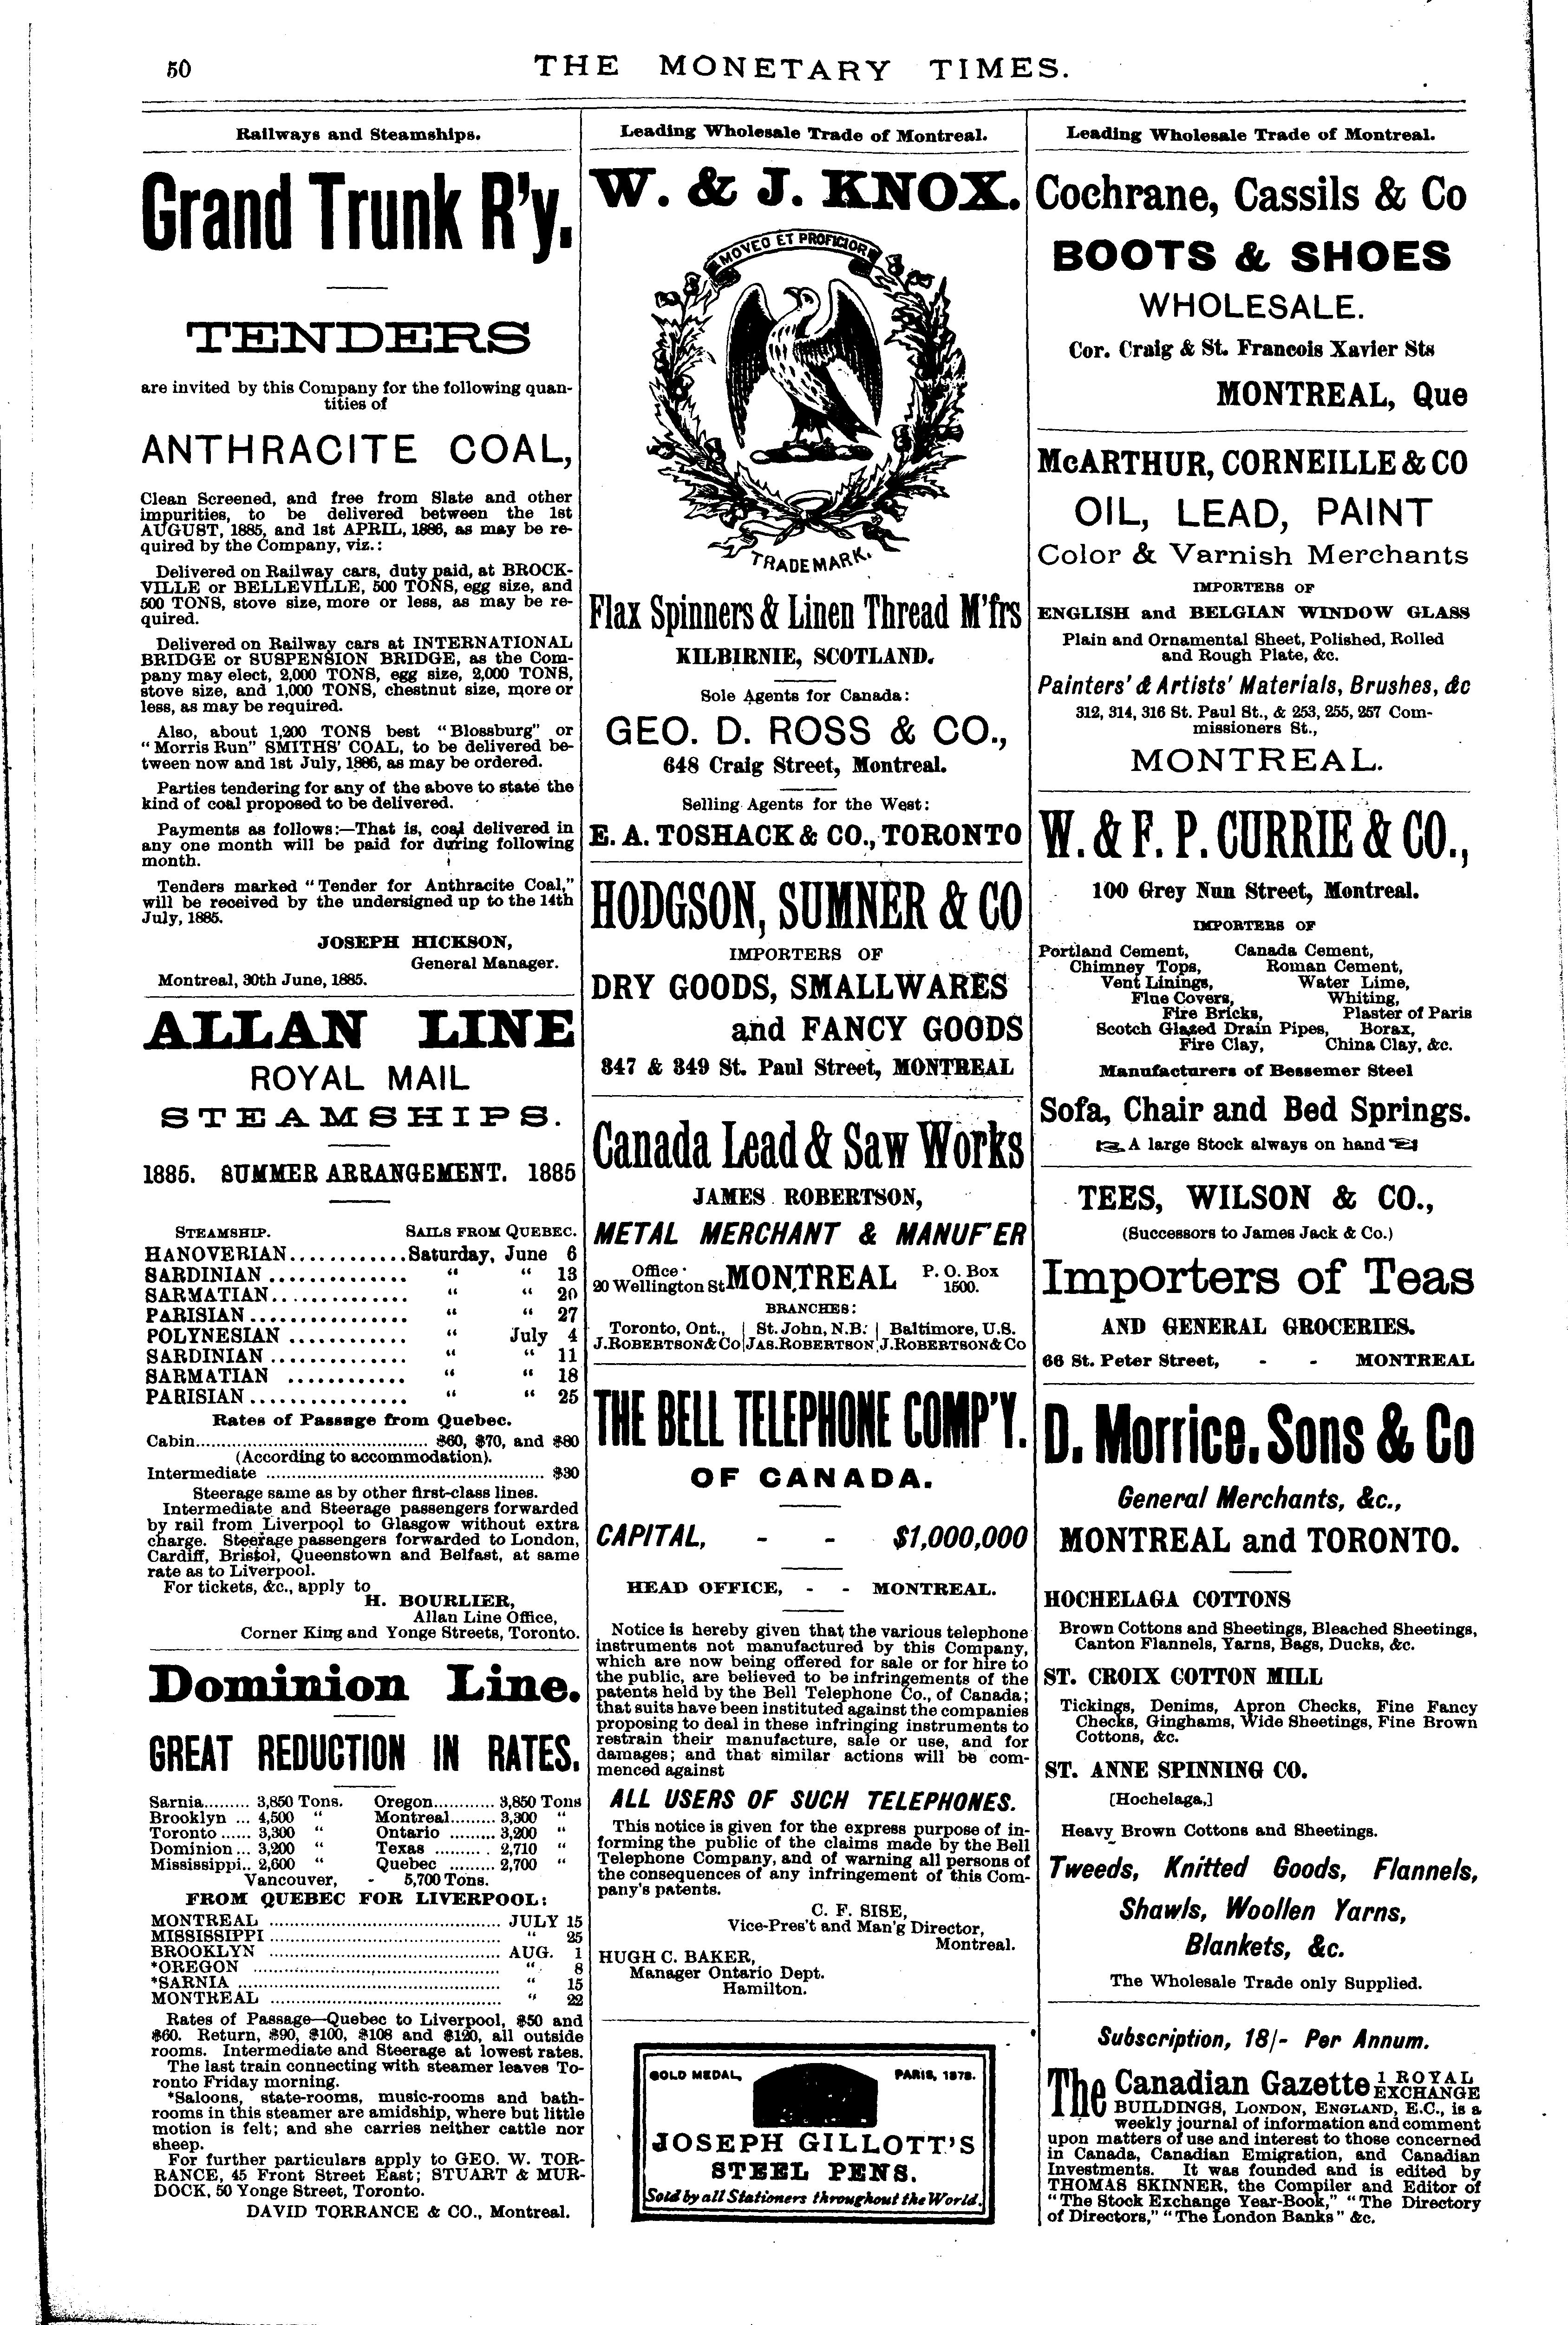 50
THE MONETARY TIMES.
Railways and Steamships.
Grand Trunk R'y.
TENDERS
are invited by this Company for the following quan-
tities of
ANTHRACITE COAL,
Clean Screened, and free from Slate and other
impurities, to be delivered between the 1st
AUGUST, 1885, and 1st APRIL, 1886, as may be re-
quired by the Company, viz.:
Delivered on Railway cars, duty paid, at BROCK-
VILLE or BELLEVILLE, 500 TONS, egg size, and
500 TONS, stove size, more or less, as may be re-
quired.
Delivered on Railway cars at INTERNATIONAL
BRIDGE or SUSPENSION BRIDGE, as the Com-
pany may elect, 2,000 TONS, egg size, 2,000 TONS,
stove size, and 1,000 TONS, chestnut size, more or
less, as may be required.
Also, about 1,200 TONS best "Blossburg" or
"Morris Run" SMITHS' COAL, to be delivered be-
tween now and 1st July, 1886, as may be ordered.
Parties tendering for any of the above to state the
kind of coal proposed to be delivered.
Payments as follows:—That is, coal delivered in
any one month will be paid for during following
month.
Tenders marked "Tender for Anthracite Coal,"
will be received by the undersigned up to the 14th
July, 1885.
JOSEPH HICKSON,
General Manager.
Montreal, 30th June, 1885.
ALLAN LINE
ROYAL MAIL
STEAMSHIPS.
1885. SUMMER ARRANGEMENT. 1885
STEAMSHIP. SAILS FROM QUEBEC.
HANOVERIAN............Saturday, June 6
SARDINIAN.............. " " 13
SARMATIAN.............. " " 20
PARISIAN................ " " 27
POLYNESIAN ............ " July 4
SARDINIAN.............. " " 11
SARMATIAN ............ " " 18
PARISIAN................ " " 25
Rates of Passage from Quebec.
Cabin.......................................... $60, $70, and $80
(According to accommodation).
Intermediate .................................................. $30
Steerage same as by other first-class lines.
Intermediate and Steerage passengers forwarded
by rail from Liverpool to Glasgow without extra
charge. Steerage passengers forwarded to London,
Cardiff, Bristol, Queenstown and Belfast, at same
rate as to Liverpool.
For tickets, &c., apply to
H. BOURLIER,
Allan Line Office,
Corner King and Yonge Streets, Toronto.
Dominion Line.
GREAT REDUCTION IN RATES.
Sarnia......... 3,850 Tons. Oregon........... 3,850 Tons
Brooklyn ... 4,500 " Montreal........ 3,300 "
Toronto ...... 3,300 " Ontario ......... 3,200 "
Dominion... 3,200 " Texas ......... . 2,710 "
Mississippi.. 2,600 " Quebec ........ 2,700 "
Vancouver, - 5,700 Tons.
FROM QUEBEC FOR LIVERPOOL:
MONTREAL .......................................... JULY 15
MISSISSIPPI .......................................... " 25
BROOKLYN .......................................... AUG. 1
*OREGON .......................................... " 8
*SARNIA .......................................... " 15
MONTREAL .......................................... " 22
Rates of Passage—Quebec to Liverpool, $50 and
$60. Return, $90, $100, $108 and $120, all outside
rooms. Intermediate and Steerage at lowest rates.
The last train connecting with steamer leaves To-
ronto Friday morning.
*Saloons, state-rooms, music-rooms and bath-
rooms in this steamer are amidship, where but little
motion is felt; and she carries neither cattle nor
sheep.
For further particulars apply to GEO. W. TOR-
RANCE, 45 Front Street East; STUART & MUR-
DOCK, 50 Yonge Street, Toronto.
DAVID TORRANCE & CO., Montreal.
Leading Wholesale Trade of Montreal.
W. & J. KNOX.
MOVEO ET PROFICIOR
TRADE MARK.
Flax Spinners & Linen Thread M'frs
KILBIRNIE, SCOTLAND.
Sole Agents for Canada:
GEO. D. ROSS & CO.,
648 Craig Street, Montreal.
Selling Agents for the West:
E. A. TOSHACK & CO., TORONTO
HODGSON, SUMNER & CO
IMPORTERS OF
DRY GOODS, SMALLWARES
and FANCY GOODS
347 & 349 St. Paul Street, MONTREAL
Canada Lead & Saw Works
JAMES ROBERTSON,
METAL MERCHANT & MANUF'ER
Office
20 Wellington St MONTREAL P. O. Box
1500.
BRANCHES:
Toronto, Ont., | St. John, N.B. | Baltimore, U.S.
J. ROBERTSON & Co | JAS. ROBERTSON | J. ROBERTSON & Co
THE BELL TELEPHONE COMP'Y.
OF CANADA.
CAPITAL, - - $1,000,000
HEAD OFFICE, - - MONTREAL.
Notice is hereby given that the various telephone
instruments not manufactured by this Company,
which are now being offered for sale or for hire to
the public, are believed to be infringements of the
patents held by the Bell Telephone Co., of Canada;
that suits have been instituted against the companies
proposing to deal in these infringing instruments to
restrain their manufacture, sale or use, and for
damages; and that similar actions will be com-
menced against
ALL USERS OF SUCH TELEPHONES.
This notice is given for the express purpose of in-
forming the public of the claims made by the Bell
Telephone Company, and of warning all persons of
the consequences of any infringement of this Com-
pany's patents.
C. F. SISE,
Vice-Pres't and Man'g Director,
Montreal.
HUGH C. BAKER,
Manager Ontario Dept.
Hamilton.
GOLD MEDAL, PARIS, 1878.
JOSEPH GILLOTT'S
STEEL PENS.
Sold by all Stationers throughout the World.
Leading Wholesale Trade of Montreal.
Cochrane, Cassils & Co
BOOTS & SHOES
WHOLESALE.
Cor. Craig & St. Francois Xavier Sts
MONTREAL, Que
McARTHUR, CORNEILLE & CO
OIL, LEAD, PAINT
Color & Varnish Merchants
IMPORTERS OF
ENGLISH and BELGIAN WINDOW GLASS
Plain and Ornamental Sheet, Polished, Rolled
and Rough Plate, &c.
Painters' & Artists' Materials, Brushes, &c
312, 314, 316 St. Paul St., & 253, 255, 257 Com-
missioners St.,
MONTREAL.
W. & F. P. CURRIE & CO.,
100 Grey Nun Street, Montreal.
IMPORTERS OF
Portland Cement, Canada Cement,
Chimney Tops, Roman Cement,
Vent Linings, Water Lime,
Flue Covers, Whiting,
Fire Bricks, Plaster of Paris
Scotch Glazed Drain Pipes, Borax,
Fire Clay, China Clay, &c.
Manufacturers of Bessemer Steel
Sofa, Chair and Bed Springs.
A large Stock always on hand
TEES, WILSON & CO.,
(Successors to James Jack & Co.)
Importers of Teas
AND GENERAL GROCERIES.
66 St. Peter Street, - - MONTREAL
D. Morrice, Sons & Co
General Merchants, &c.,
MONTREAL and TORONTO.
HOCHELAGA COTTONS
Brown Cottons and Sheetings, Bleached Sheetings,
Canton Flannels, Yarns, Bags, Ducks, &c.
ST. CROIX COTTON MILL
Tickings, Denims, Apron Checks, Fine Fancy
Checks, Ginghams, Wide Sheetings, Fine Brown
Cottons, &c.
ST. ANNE SPINNING CO.
[Hochelaga,]
Heavy Brown Cottons and Sheetings.
Tweeds, Knitted Goods, Flannels,
Shawls, Woollen Yarns,
Blankets, &c.
The Wholesale Trade only Supplied.
Subscription, 18/- Per Annum.
The Canadian Gazette 1 ROYAL
EXCHANGE
BUILDINGS, LONDON, ENGLAND, E.C., is a
weekly journal of information and comment
upon matters of use and interest to those concerned
in Canada, Canadian Emigration, and Canadian
Investments. It was founded and is edited by
THOMAS SKINNER, the Compiler and Editor of
"The Stock Exchange Year-Book," "The Directory
of Directors," "The London Banks" &c.